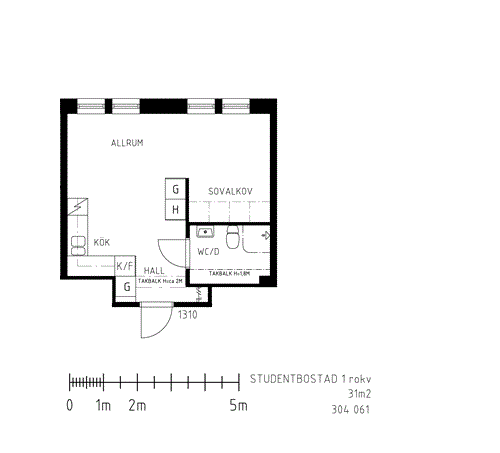 ALLRUM
G
SOVALKOV
H
KÖK
WC/D
K/F
HALL
TAKBALK H=1,8M
G
TAKBALK H=ca 2M
1310
0 1m 2m 5m
STUDENTBOSTAD 1 rokv
31m2
304 061